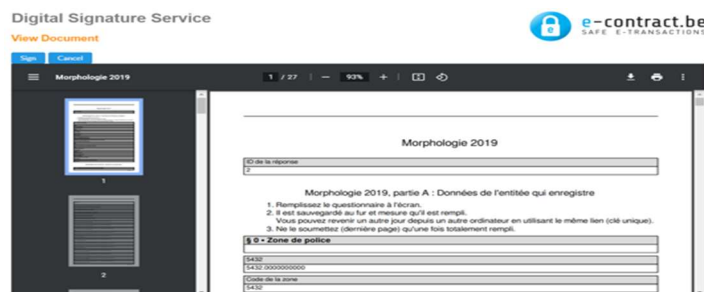 Digital Signature Service
e-contract.be
SAFE E-TRANSACTIONS
View Document
Sign Cancel
Morphologie 2019 1 / 27 93%
Morphologie 2019
ID de la réponse
2
Morphologie 2019, partie A : Données de l'entitée qui enregistre
1. Remplissez le questionnaire à l'écran.
2. Il est sauvegardé au fur et mesure qu'il est rempli.
Vous pouvez revenir un autre jour depuis un autre ordinateur en utilisant le même lien (clé unique).
3. Ne le soumettez (dernière page) qu'une fois totalement rempli.
§ 0 • Zone de police
5432
5432.0000000000
Code de la zone
5432
1
2